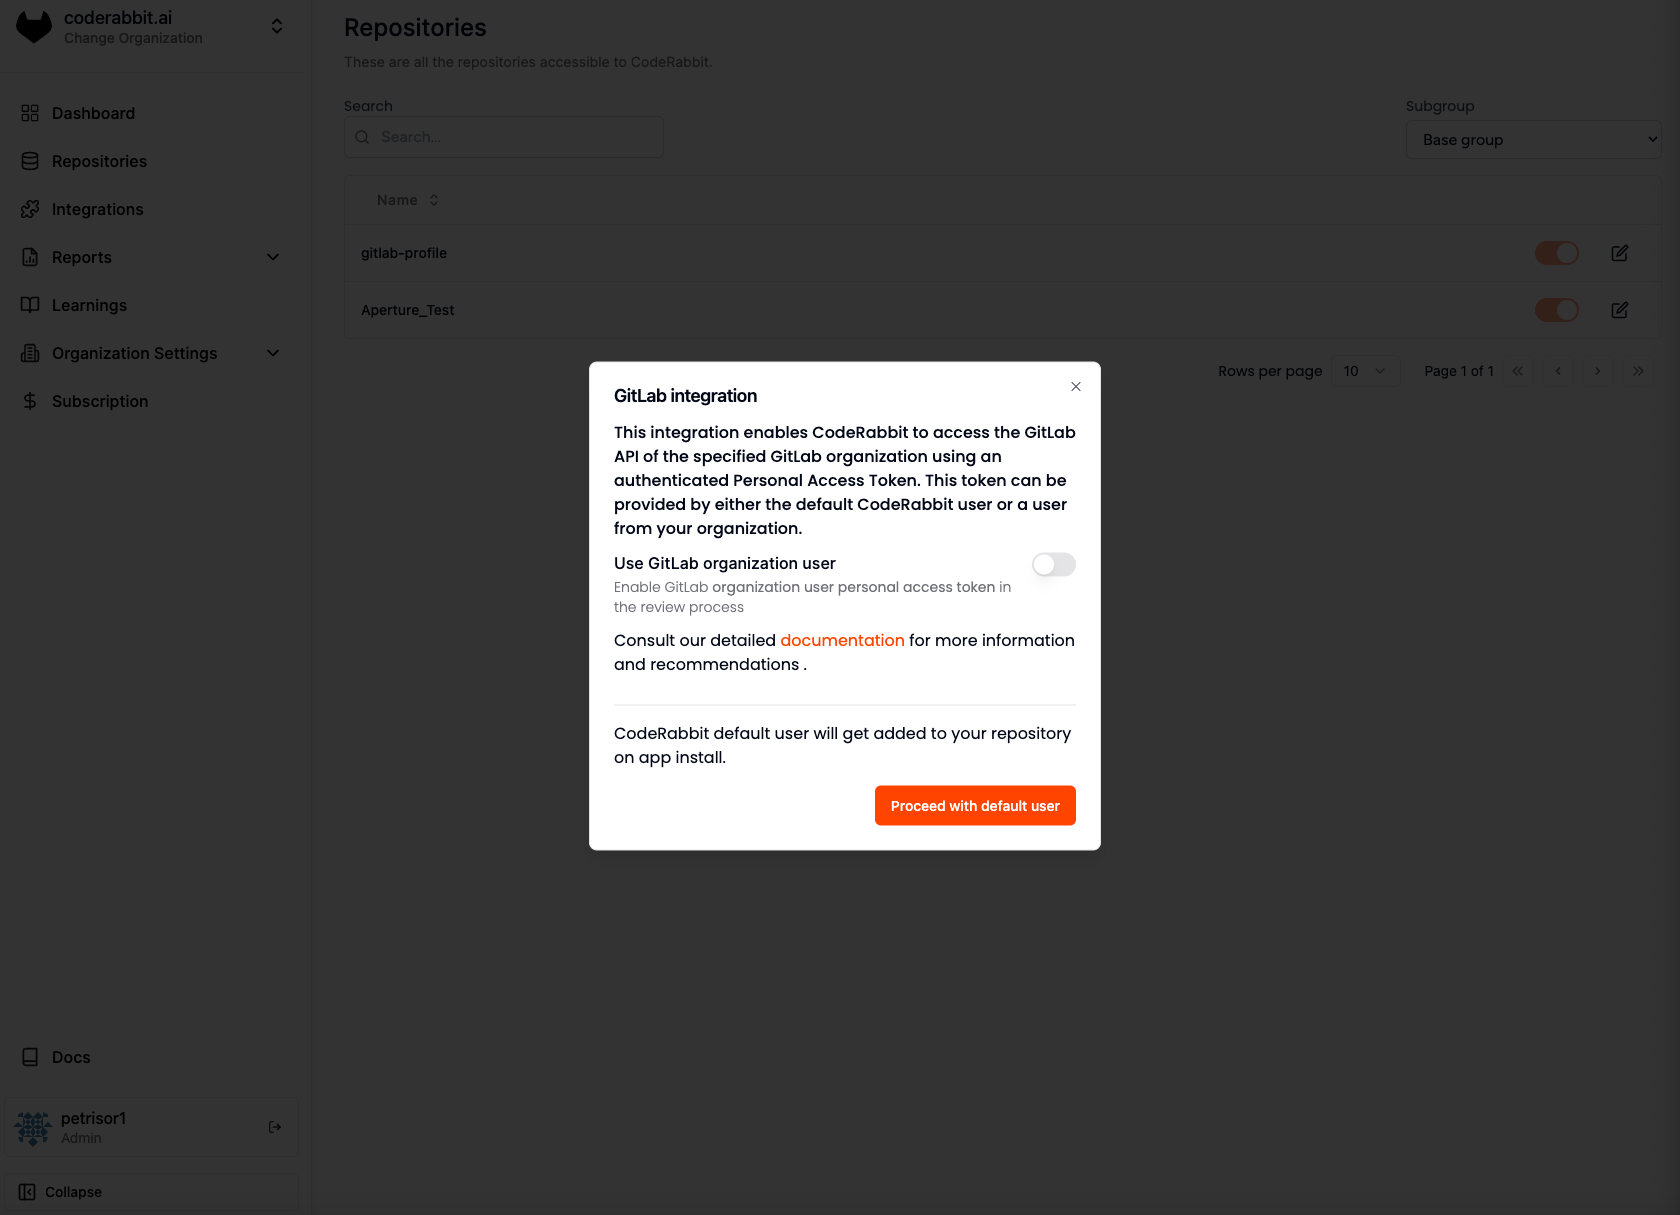 coderabbit.ai
Change Organization
Dashboard
Repositories
Integrations
Reports
Learnings
Organization Settings
Subscription
Docs
petrisor1
Admin
Collapse
Repositories
These are all the repositories accessible to CodeRabbit.
Search
Search...
Subgroup
Base group
Name
gitlab-profile
Aperture_Test
Rows per page 10 Page 1 of 1
GitLab integration
This integration enables CodeRabbit to access the GitLab
API of the specified GitLab organization using an
authenticated Personal Access Token. This token can be
provided by either the default CodeRabbit user or a user
from your organization.
Use GitLab organization user
Enable GitLab organization user personal access token in
the review process
Consult our detailed documentation for more information
and recommendations .
CodeRabbit default user will get added to your repository
on app install.
Proceed with default user